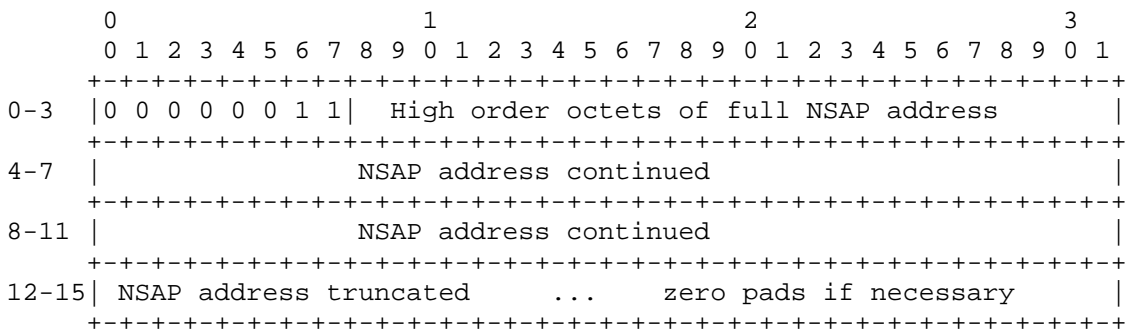 0                   1                   2                   3
       0 1 2 3 4 5 6 7 8 9 0 1 2 3 4 5 6 7 8 9 0 1 2 3 4 5 6 7 8 9 0 1
      +-+-+-+-+-+-+-+-+-+-+-+-+-+-+-+-+-+-+-+-+-+-+-+-+-+-+-+-+-+-+-+-+
0-3  |0 0 0 0 0 0 1 1|  High order octets of full NSAP address       |
      +-+-+-+-+-+-+-+-+-+-+-+-+-+-+-+-+-+-+-+-+-+-+-+-+-+-+-+-+-+-+-+-+
4-7  |                NSAP address continued                         |
      +-+-+-+-+-+-+-+-+-+-+-+-+-+-+-+-+-+-+-+-+-+-+-+-+-+-+-+-+-+-+-+-+
8-11 |                NSAP address continued                         |
      +-+-+-+-+-+-+-+-+-+-+-+-+-+-+-+-+-+-+-+-+-+-+-+-+-+-+-+-+-+-+-+-+
12-15| NSAP address truncated     ...    zero pads if necessary      |
      +-+-+-+-+-+-+-+-+-+-+-+-+-+-+-+-+-+-+-+-+-+-+-+-+-+-+-+-+-+-+-+-+